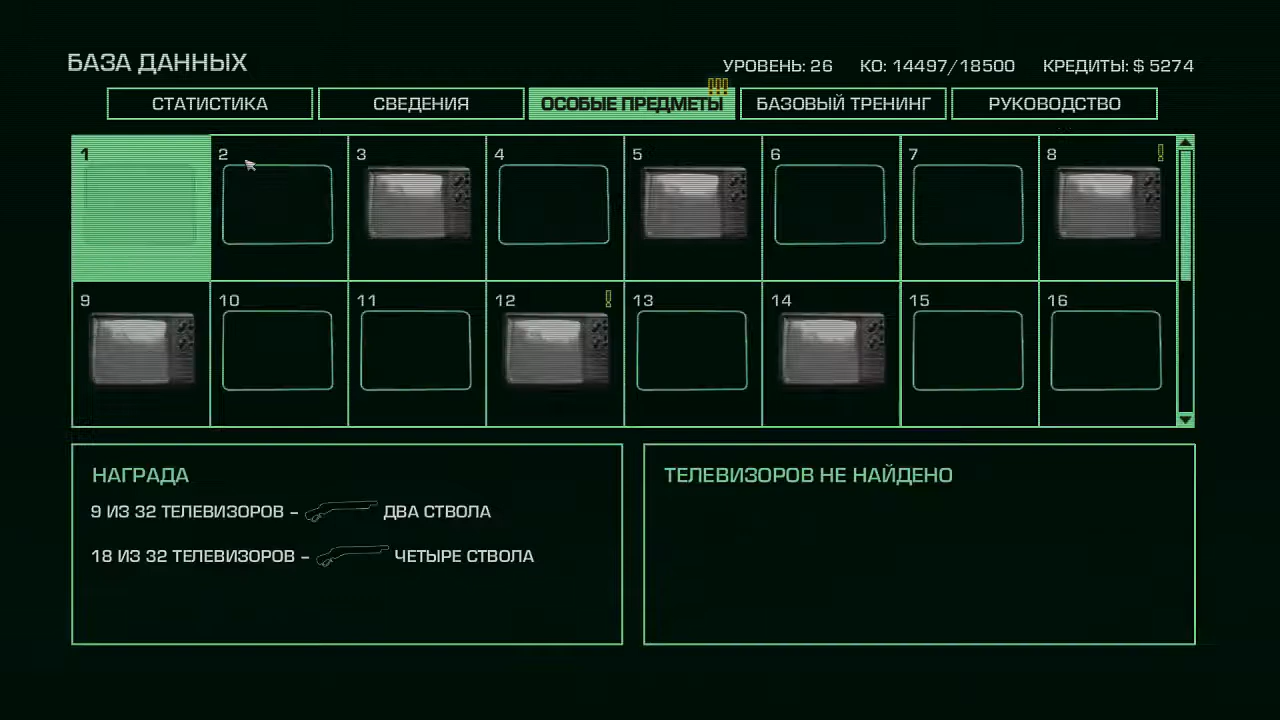 БАЗА ДАННЫХ
УРОВЕНЬ: 26 КО: 14497/18500 КРЕДИТЫ: $ 5274
!!!
СТАТИСТИКА СВЕДЕНИЯ ОСОБЫЕ ПРЕДМЕТЫ БАЗОВЫЙ ТРЕНИНГ РУКОВОДСТВО
1 2 3 4 5 6 7 8 !
9 10 11 12 ! 13 14 15 16
НАГРАДА
9 ИЗ 32 ТЕЛЕВИЗОРОВ – ДВА СТВОЛА
18 ИЗ 32 ТЕЛЕВИЗОРОВ – ЧЕТЫРЕ СТВОЛА
ТЕЛЕВИЗОРОВ НЕ НАЙДЕНО